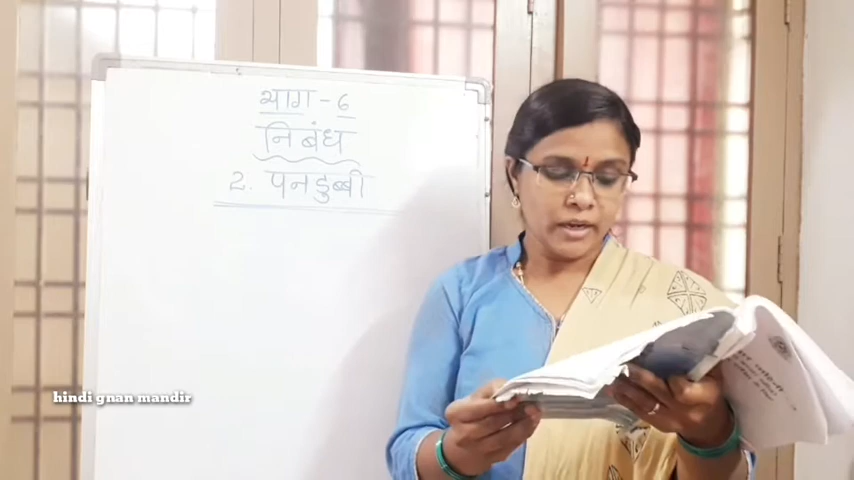 भाग - 6
निबंध
2. पनडुब्बी
hindi gnan mandir